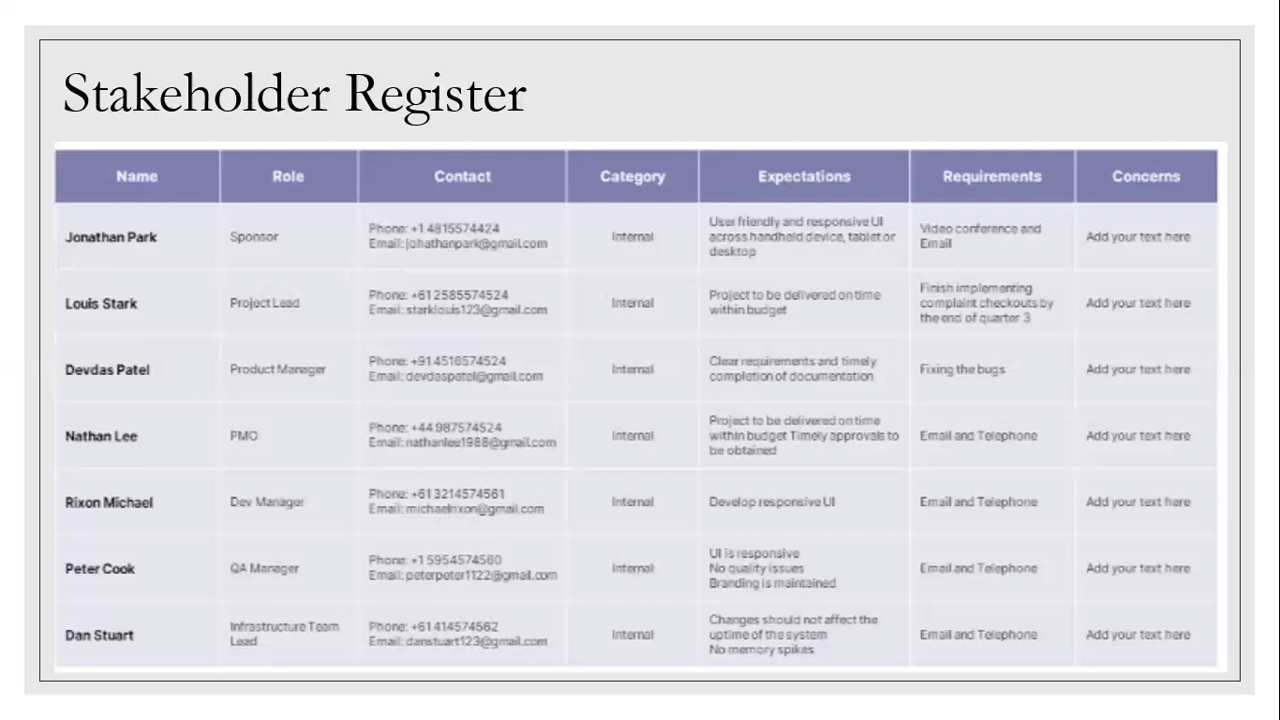 Stakeholder Register
Name Role Contact Category Expectations Requirements Concerns
Jonathan Park Sponsor
Phone: +1 4815574424
Email: johathanpark@gmail.com
Internal
User friendly and responsive UI
across handheld device, tablet or
desktop
Video conference and
Email
Add your text here
Louis Stark Project Lead
Phone: +61 2585574524
Email: starklouis123@gmail.com
Internal
Project to be delivered on time
within budget
Finish implementing
complaint checkouts by
the end of quarter 3
Add your text here
Devdas Patel Product Manager
Phone: +91 4516574524
Email: devdaspatel@gmail.com
Internal
Clear requirements and timely
completion of documentation
Fixing the bugs
Add your text here
Nathan Lee PMO
Phone: +44 987574524
Email: nathanlee1988@gmail.com
Internal
Project to be delivered on time
within budget Timely approvals to
be obtained
Email and Telephone
Add your text here
Rixon Michael Dev Manager
Phone: +61 3214574561
Email: michaelrixon@gmail.com
Internal
Develop responsive UI
Email and Telephone
Add your text here
Peter Cook QA Manager
Phone: +1 5954574560
Email: peterpeter1122@gmail.com
Internal
UI is responsive
No quality issues
Branding is maintained
Email and Telephone
Add your text here
Dan Stuart
Infrastructure Team
Lead
Phone: +61 414574562
Email: danstuart123@gmail.com
Internal
Changes should not affect the
uptime of the system
No memory spikes
Email and Telephone
Add your text here